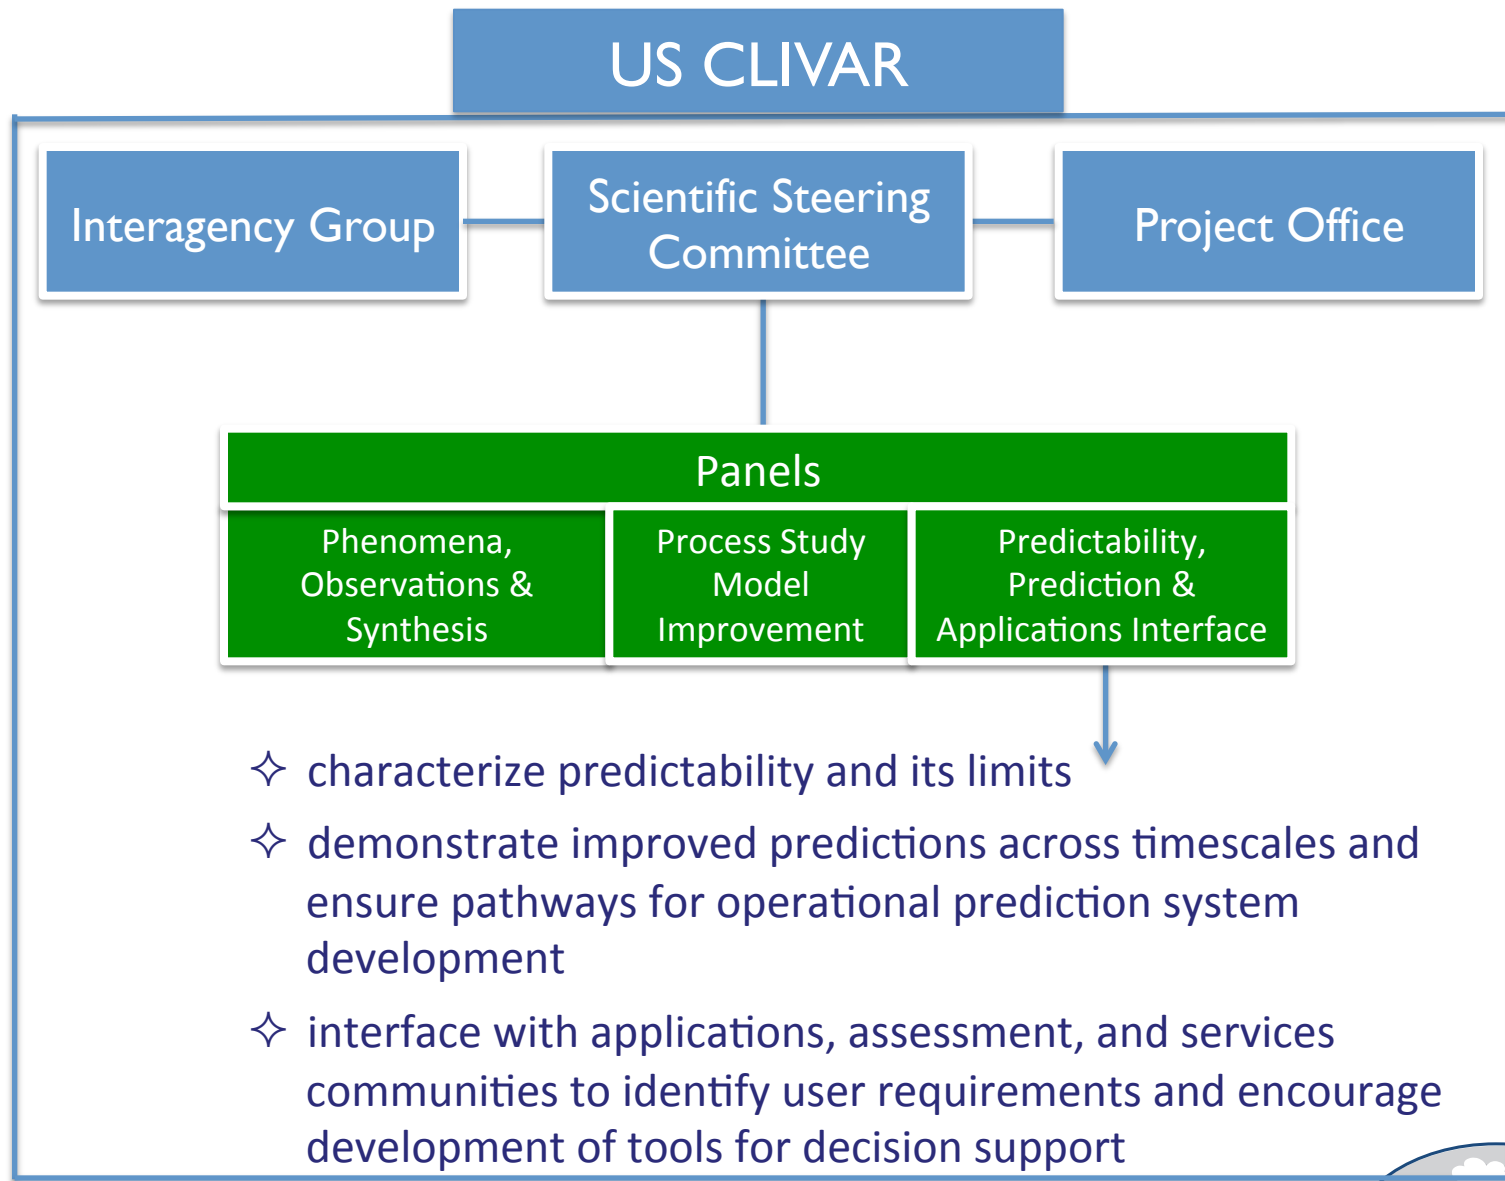 US CLIVAR
Interagency Group
Scientific Steering
Committee
Project Office
Panels
Phenomena,
Observations &
Synthesis
Process Study
Model
Improvement
Predictability,
Prediction &
Applications Interface
✧ characterize predictability and its limits
✧ demonstrate improved predictions across timescales and
ensure pathways for operational prediction system
development
✧ interface with applications, assessment, and services
communities to identify user requirements and encourage
development of tools for decision support